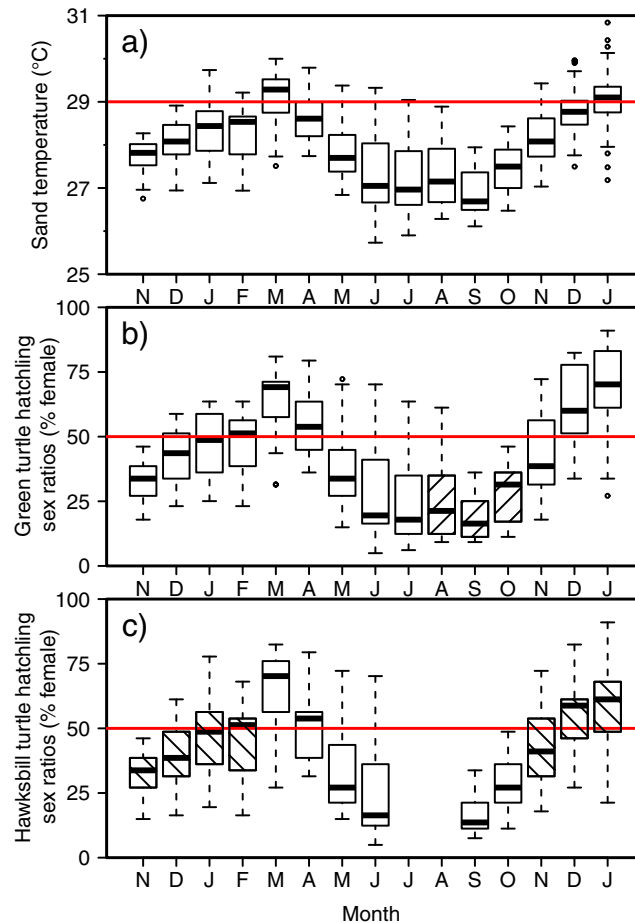 a)
Sand temperature (°C)
31
29
27
25
N D J F M A M J J A S O N D J
b)
Green turtle hatchling
sex ratios (% female)
100
75
50
25
0
N D J F M A M J J A S O N D J
c)
Hawksbill turtle hatchling
sex ratios (% female)
100
75
50
25
0
N D J F M A M J J A S O N D J
Month